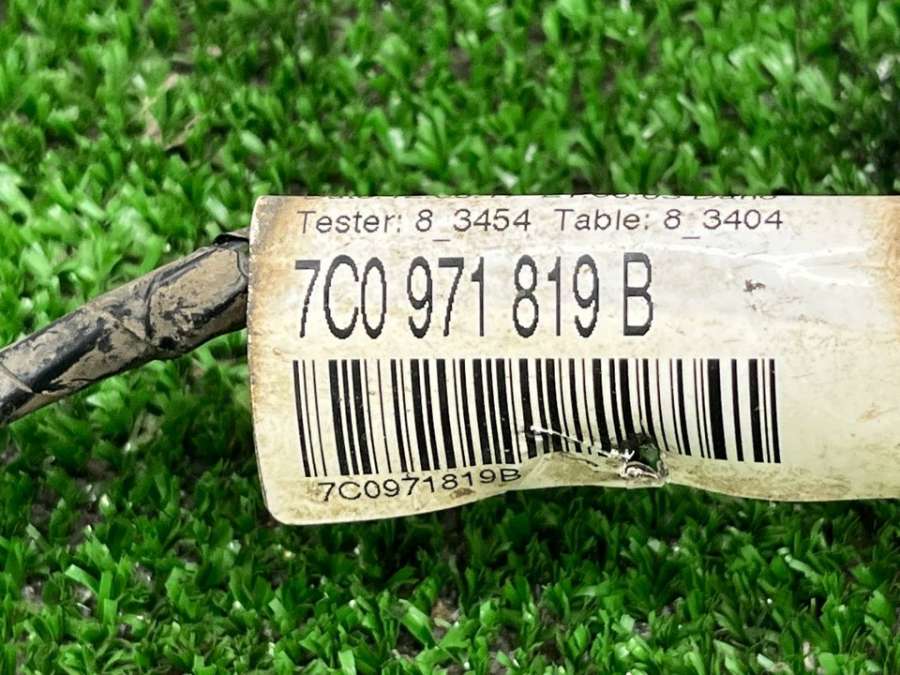 Tester: 8_3454 Table: 8_3404
7C0 971 819 B
7C0971819B